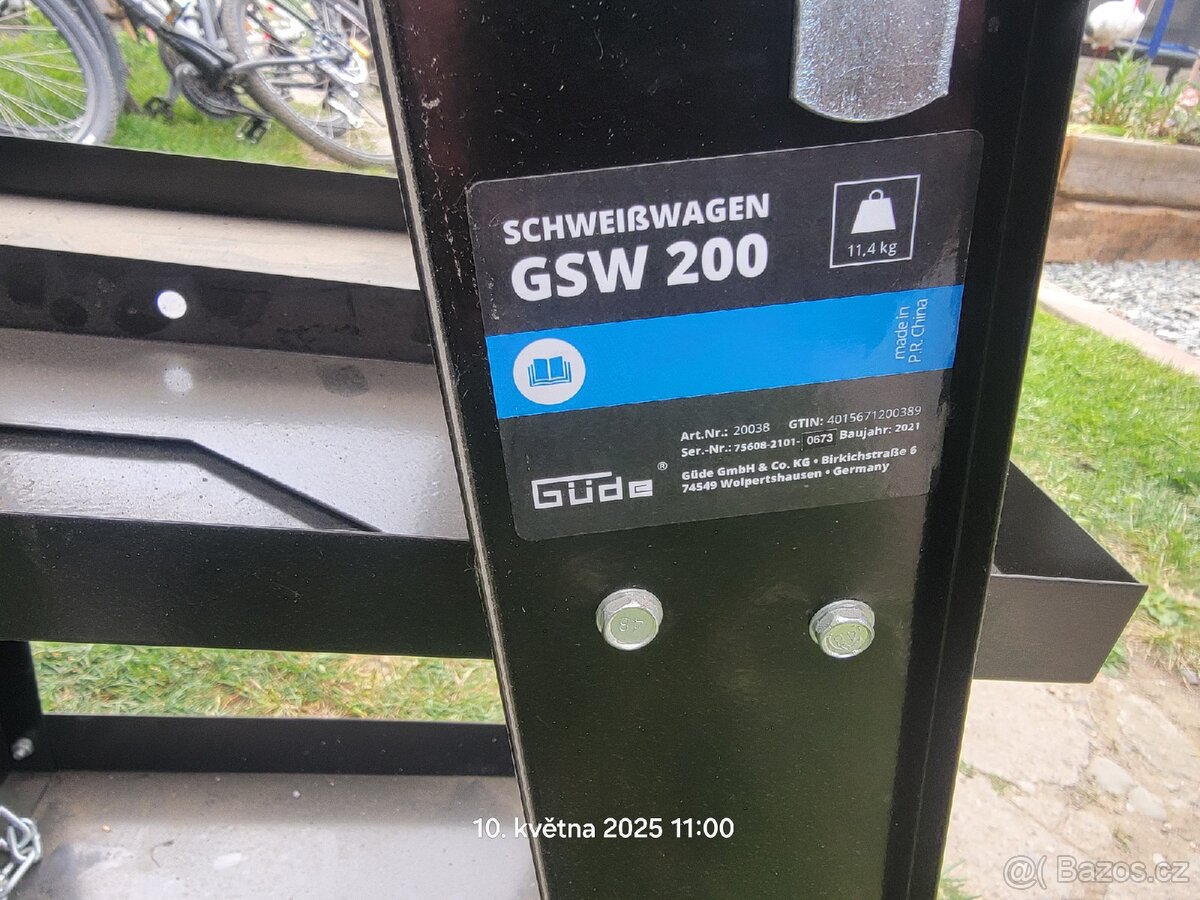 SCHWEIßWAGEN
GSW 200
11,4 kg
made in
P.R. China
Art.Nr.: 20038 GTIN: 4015671200389
Ser.-Nr.: 75608-2101- 0673 Baujahr: 2021
Güde GmbH & Co. KG • Birkichstraße 6
74549 Wolpertshausen • Germany
Güde ®
4.8
10. května 2025 11:00
@( Bazos.cz